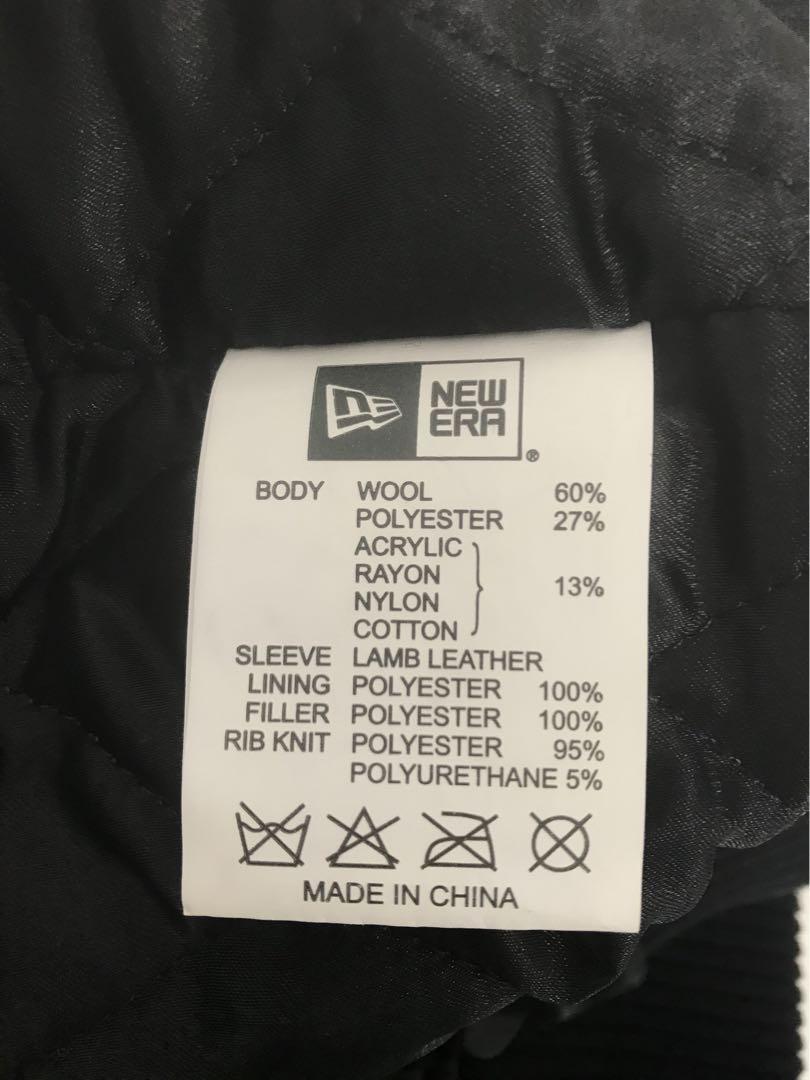 NEW
ERA
®
BODY WOOL 60%
POLYESTER 27%
ACRYLIC
RAYON
NYLON
COTTON
13%
SLEEVE LAMB LEATHER
LINING POLYESTER 100%
FILLER POLYESTER 100%
RIB KNIT POLYESTER 95%
POLYURETHANE 5%
MADE IN CHINA